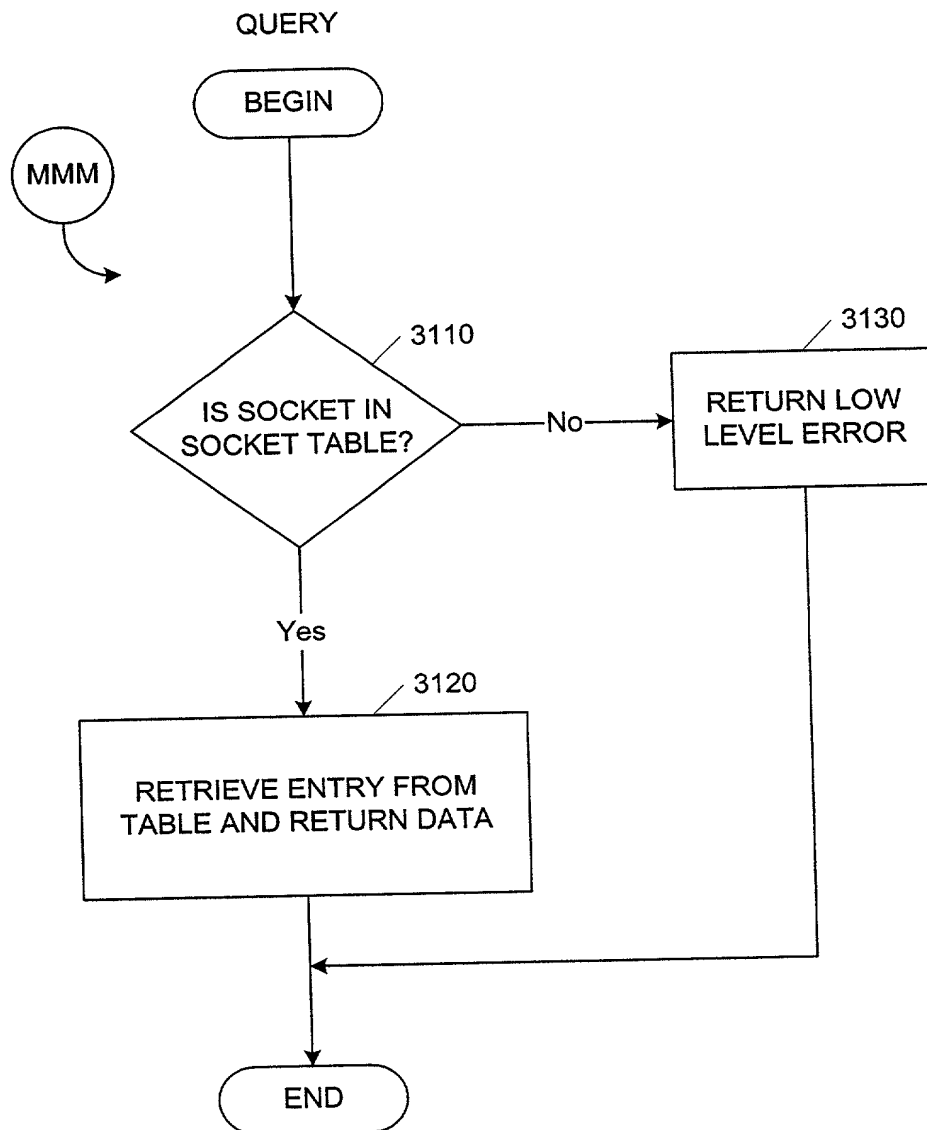 QUERY
BEGIN
MMM
3110
3130
IS SOCKET IN
SOCKET TABLE?
No
RETURN LOW
LEVEL ERROR
Yes
3120
RETRIEVE ENTRY FROM
TABLE AND RETURN DATA
END